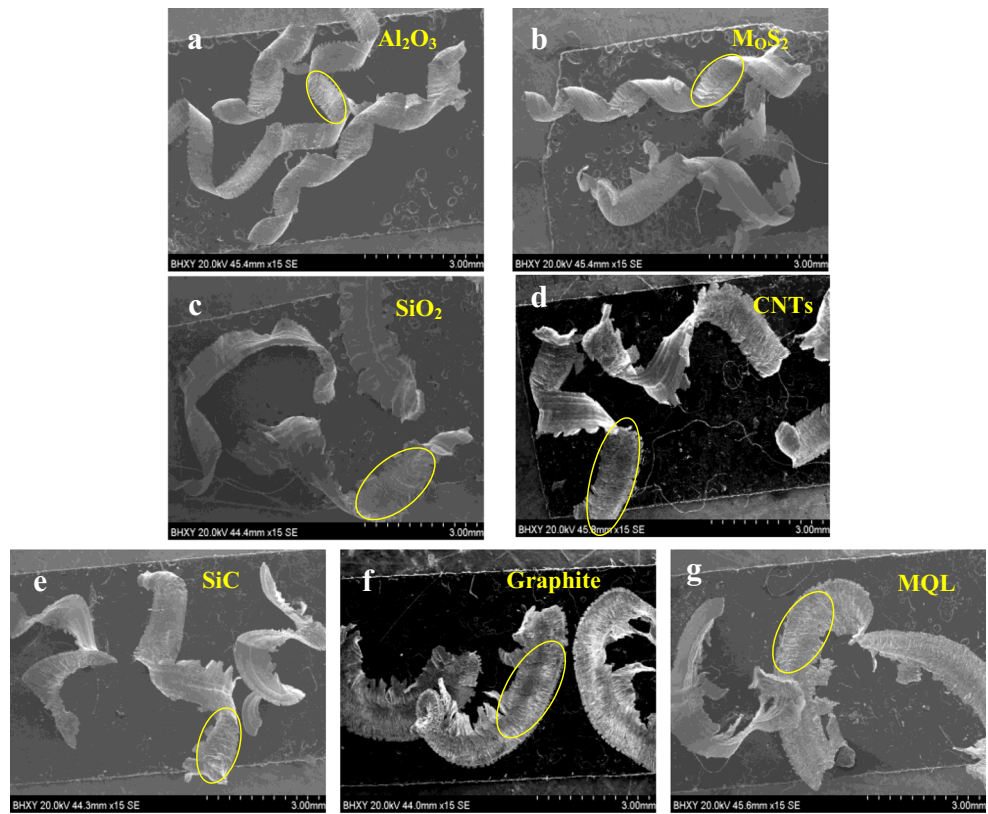 a Al₂O₃
BHXY 20.0kV 45.4mm x15 SE 3.00mm
b MOS₂
BHXY 20.0kV 45.4mm x15 SE 3.00mm
c SiO₂
BHXY 20.0kV 44.4mm x15 SE 3.00mm
d CNTs
BHXY 20.0kV 45.8mm x15 SE 3.00mm
e SiC
BHXY 20.0kV 44.3mm x15 SE 3.00mm
f Graphite
BHXY 20.0kV 44.0mm x15 SE 3.00mm
g MQL
BHXY 20.0kV 45.6mm x15 SE 3.00mm